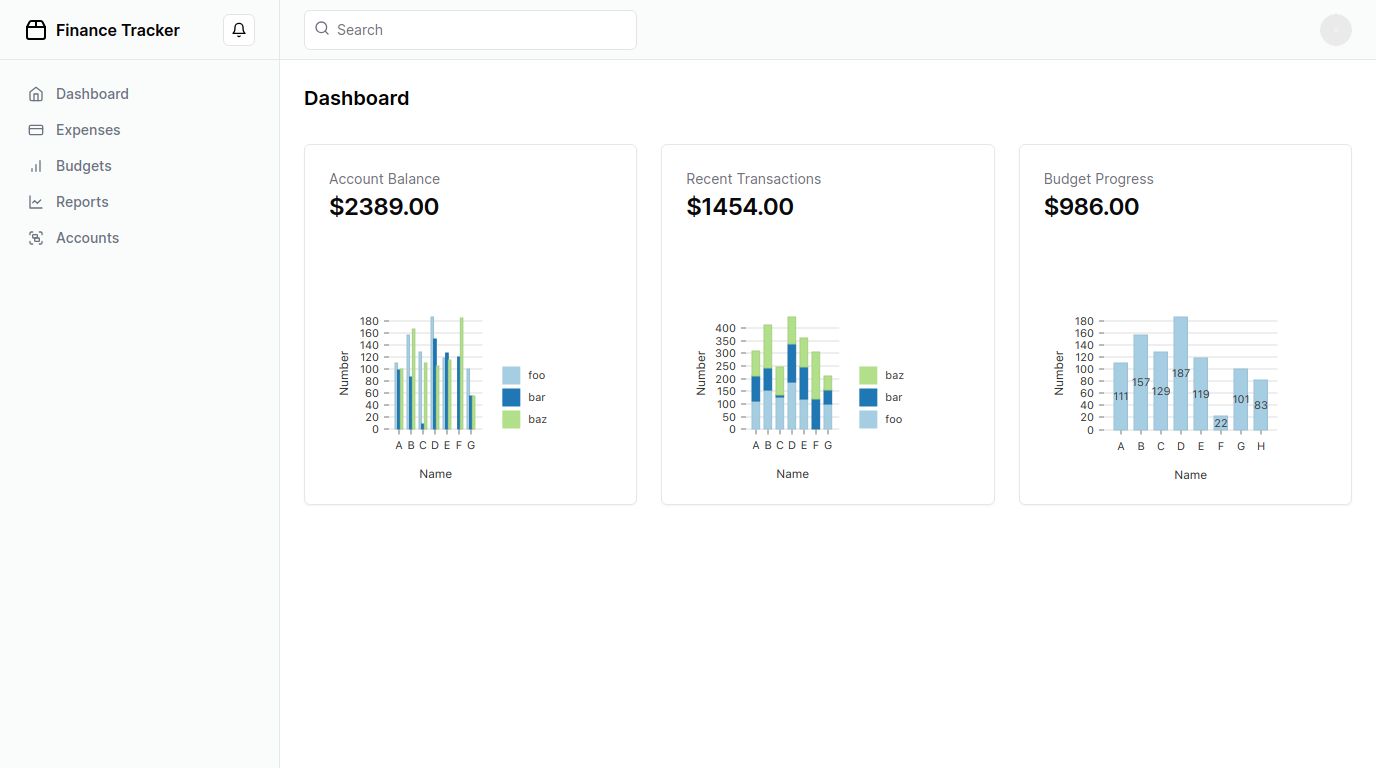 Finance Tracker
Search
Dashboard
Expenses
Budgets
Reports
Accounts
Dashboard
Account Balance
$2389.00
180
160
140
120
100
80
60
40
20
0
Number
A B C D E F G
Name
foo
bar
baz
Recent Transactions
$1454.00
400
350
300
250
200
150
100
50
0
Number
A B C D E F G
Name
baz
bar
foo
Budget Progress
$986.00
180
160
140
120
100
80
60
40
20
0
Number
111 157 129 187 119 22 101 83
A B C D E F G H
Name